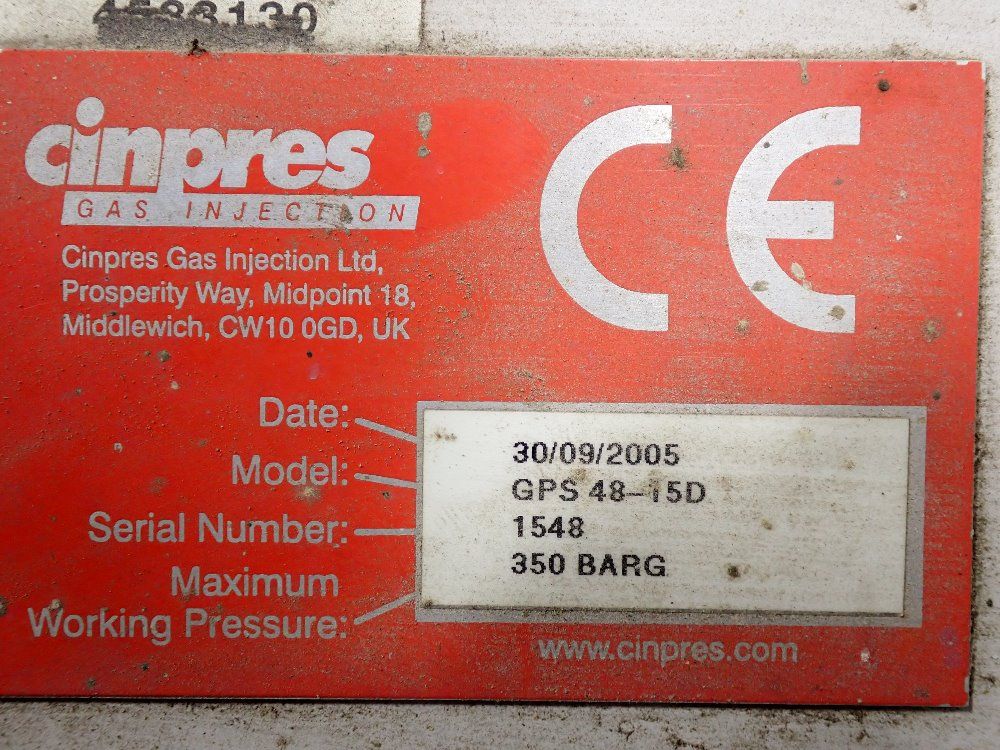 4583130
cinpres
GAS INJECTION
CE
Cinpres Gas Injection Ltd,
Prosperity Way, Midpoint 18,
Middlewich, CW10 0GD, UK
Date: 30/09/2005
Model: GPS 48-15D
Serial Number: 1548
Maximum
Working Pressure: 350 BARG
www.cinpres.com